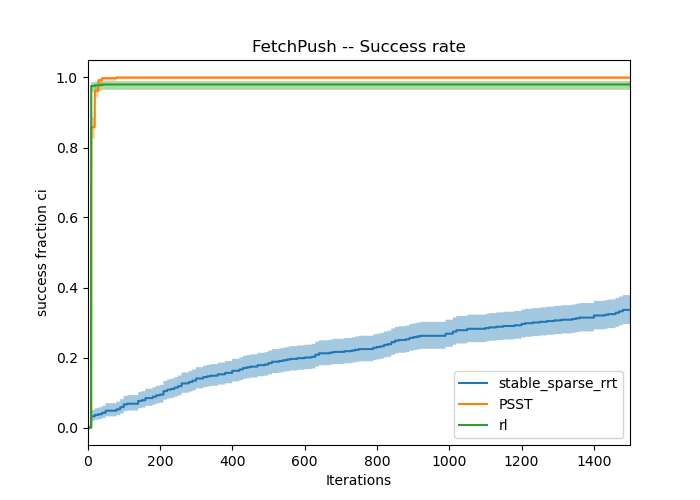 FetchPush -- Success rate
1.0
0.8
0.6
0.4
0.2
0.0
success fraction ci
0 200 400 600 800 1000 1200 1400
Iterations
stable_sparse_rrt
PSST
rl